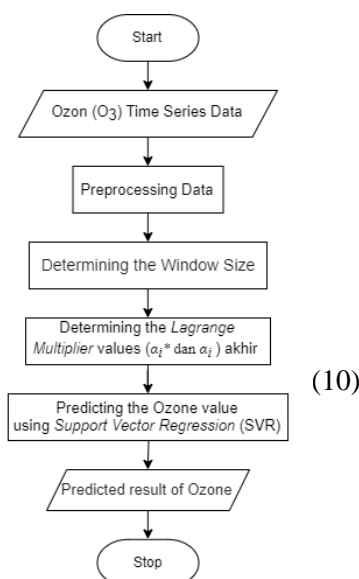 Start
Ozon (O3) Time Series Data
Preprocessing Data
Determining the Window Size
Determining the Lagrange
Multiplier values (αᵢ* dan αᵢ) akhir
(10)
Predicting the Ozone value
using Support Vector Regression (SVR)
Predicted result of Ozone
Stop